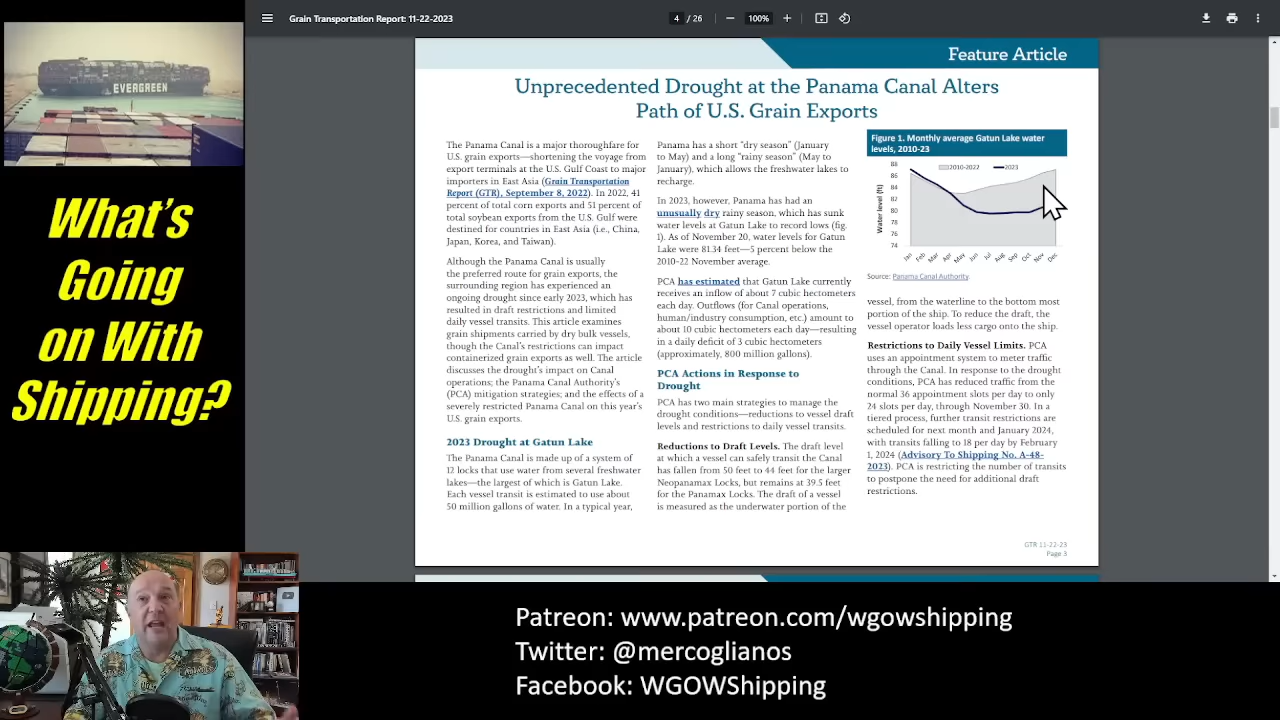 Grain Transportation Report: 11-22-2023
4 / 26
100%
EVERGREEN
What's
Going
on With
Shipping?
Feature Article
Unprecedented Drought at the Panama Canal Alters
Path of U.S. Grain Exports
The Panama Canal is a major thoroughfare for
U.S. grain exports—shortening the voyage from
export terminals at the U.S. Gulf Coast to major
importers in East Asia (Grain Transportation
Report (GTR), September 8, 2022). In 2022, 41
percent of total corn exports and 51 percent of
total soybean exports from the U.S. Gulf were
destined for countries in East Asia (i.e., China,
Japan, Korea, and Taiwan).
Although the Panama Canal is usually
the preferred route for grain exports, the
surrounding region has experienced an
ongoing drought since early 2023, which has
resulted in draft restrictions and limited
daily vessel transits. This article examines
grain shipments carried by dry bulk vessels,
though the Canal's restrictions can impact
containerized grain exports as well. The article
discusses the drought's impact on Canal
operations; the Panama Canal Authority's
(PCA) mitigation strategies; and the effects of a
severely restricted Panama Canal on this year's
U.S. grain exports.
2023 Drought at Gatun Lake
The Panama Canal is made up of a system of
12 locks that use water from several freshwater
lakes—the largest of which is Gatun Lake.
Each vessel transit is estimated to use about
50 million gallons of water. In a typical year,
Panama has a short "dry season" (January
to May) and a long "rainy season" (May to
January), which allows the freshwater lakes to
recharge.
In 2023, however, Panama has had an
unusually dry rainy season, which has sunk
water levels at Gatun Lake to record lows (fig.
1). As of November 20, water levels for Gatun
Lake were 81.34 feet—5 percent below the
2010-22 November average.
PCA has estimated that Gatun Lake currently
receives an inflow of about 7 cubic hectometers
each day. Outflows (for Canal operations,
human/industry consumption, etc.) amount to
about 10 cubic hectometers each day—resulting
in a daily deficit of 3 cubic hectometers
(approximately, 800 million gallons).
PCA Actions in Response to
Drought
PCA has two main strategies to manage the
drought conditions—reductions to vessel draft
levels and restrictions to daily vessel transits.
Reductions to Draft Levels. The draft level
at which a vessel can safely transit the Canal
has fallen from 50 feet to 44 feet for the larger
Neopanamax Locks, but remains at 39.5 feet
for the Panamax Locks. The draft of a vessel
is measured as the underwater portion of the
Figure 1. Monthly average Gatun Lake water
levels, 2010-23
2010-2022 2023
Water level (ft)
88
86
84
82
80
78
76
74
Jan Feb Mar Apr May Jun Jul Aug Sep Oct Nov Dec
Source: Panama Canal Authority.
vessel, from the waterline to the bottom most
portion of the ship. To reduce the draft, the
vessel operator loads less cargo onto the ship.
Restrictions to Daily Vessel Limits. PCA
uses an appointment system to meter traffic
through the Canal. In response to the drought
conditions, PCA has reduced traffic from the
normal 36 appointment slots per day to only
24 slots per day, through November 30. In a
tiered process, further transit restrictions are
scheduled for next month and January 2024,
with transits falling to 18 per day by February
1, 2024 (Advisory To Shipping No. A-48-
2023). PCA is restricting the number of transits
to postpone the need for additional draft
restrictions.
GTR 11-22-23
Page 3
Patreon: www.patreon.com/wgowshipping
Twitter: @mercoglianos
Facebook: WGOWShipping